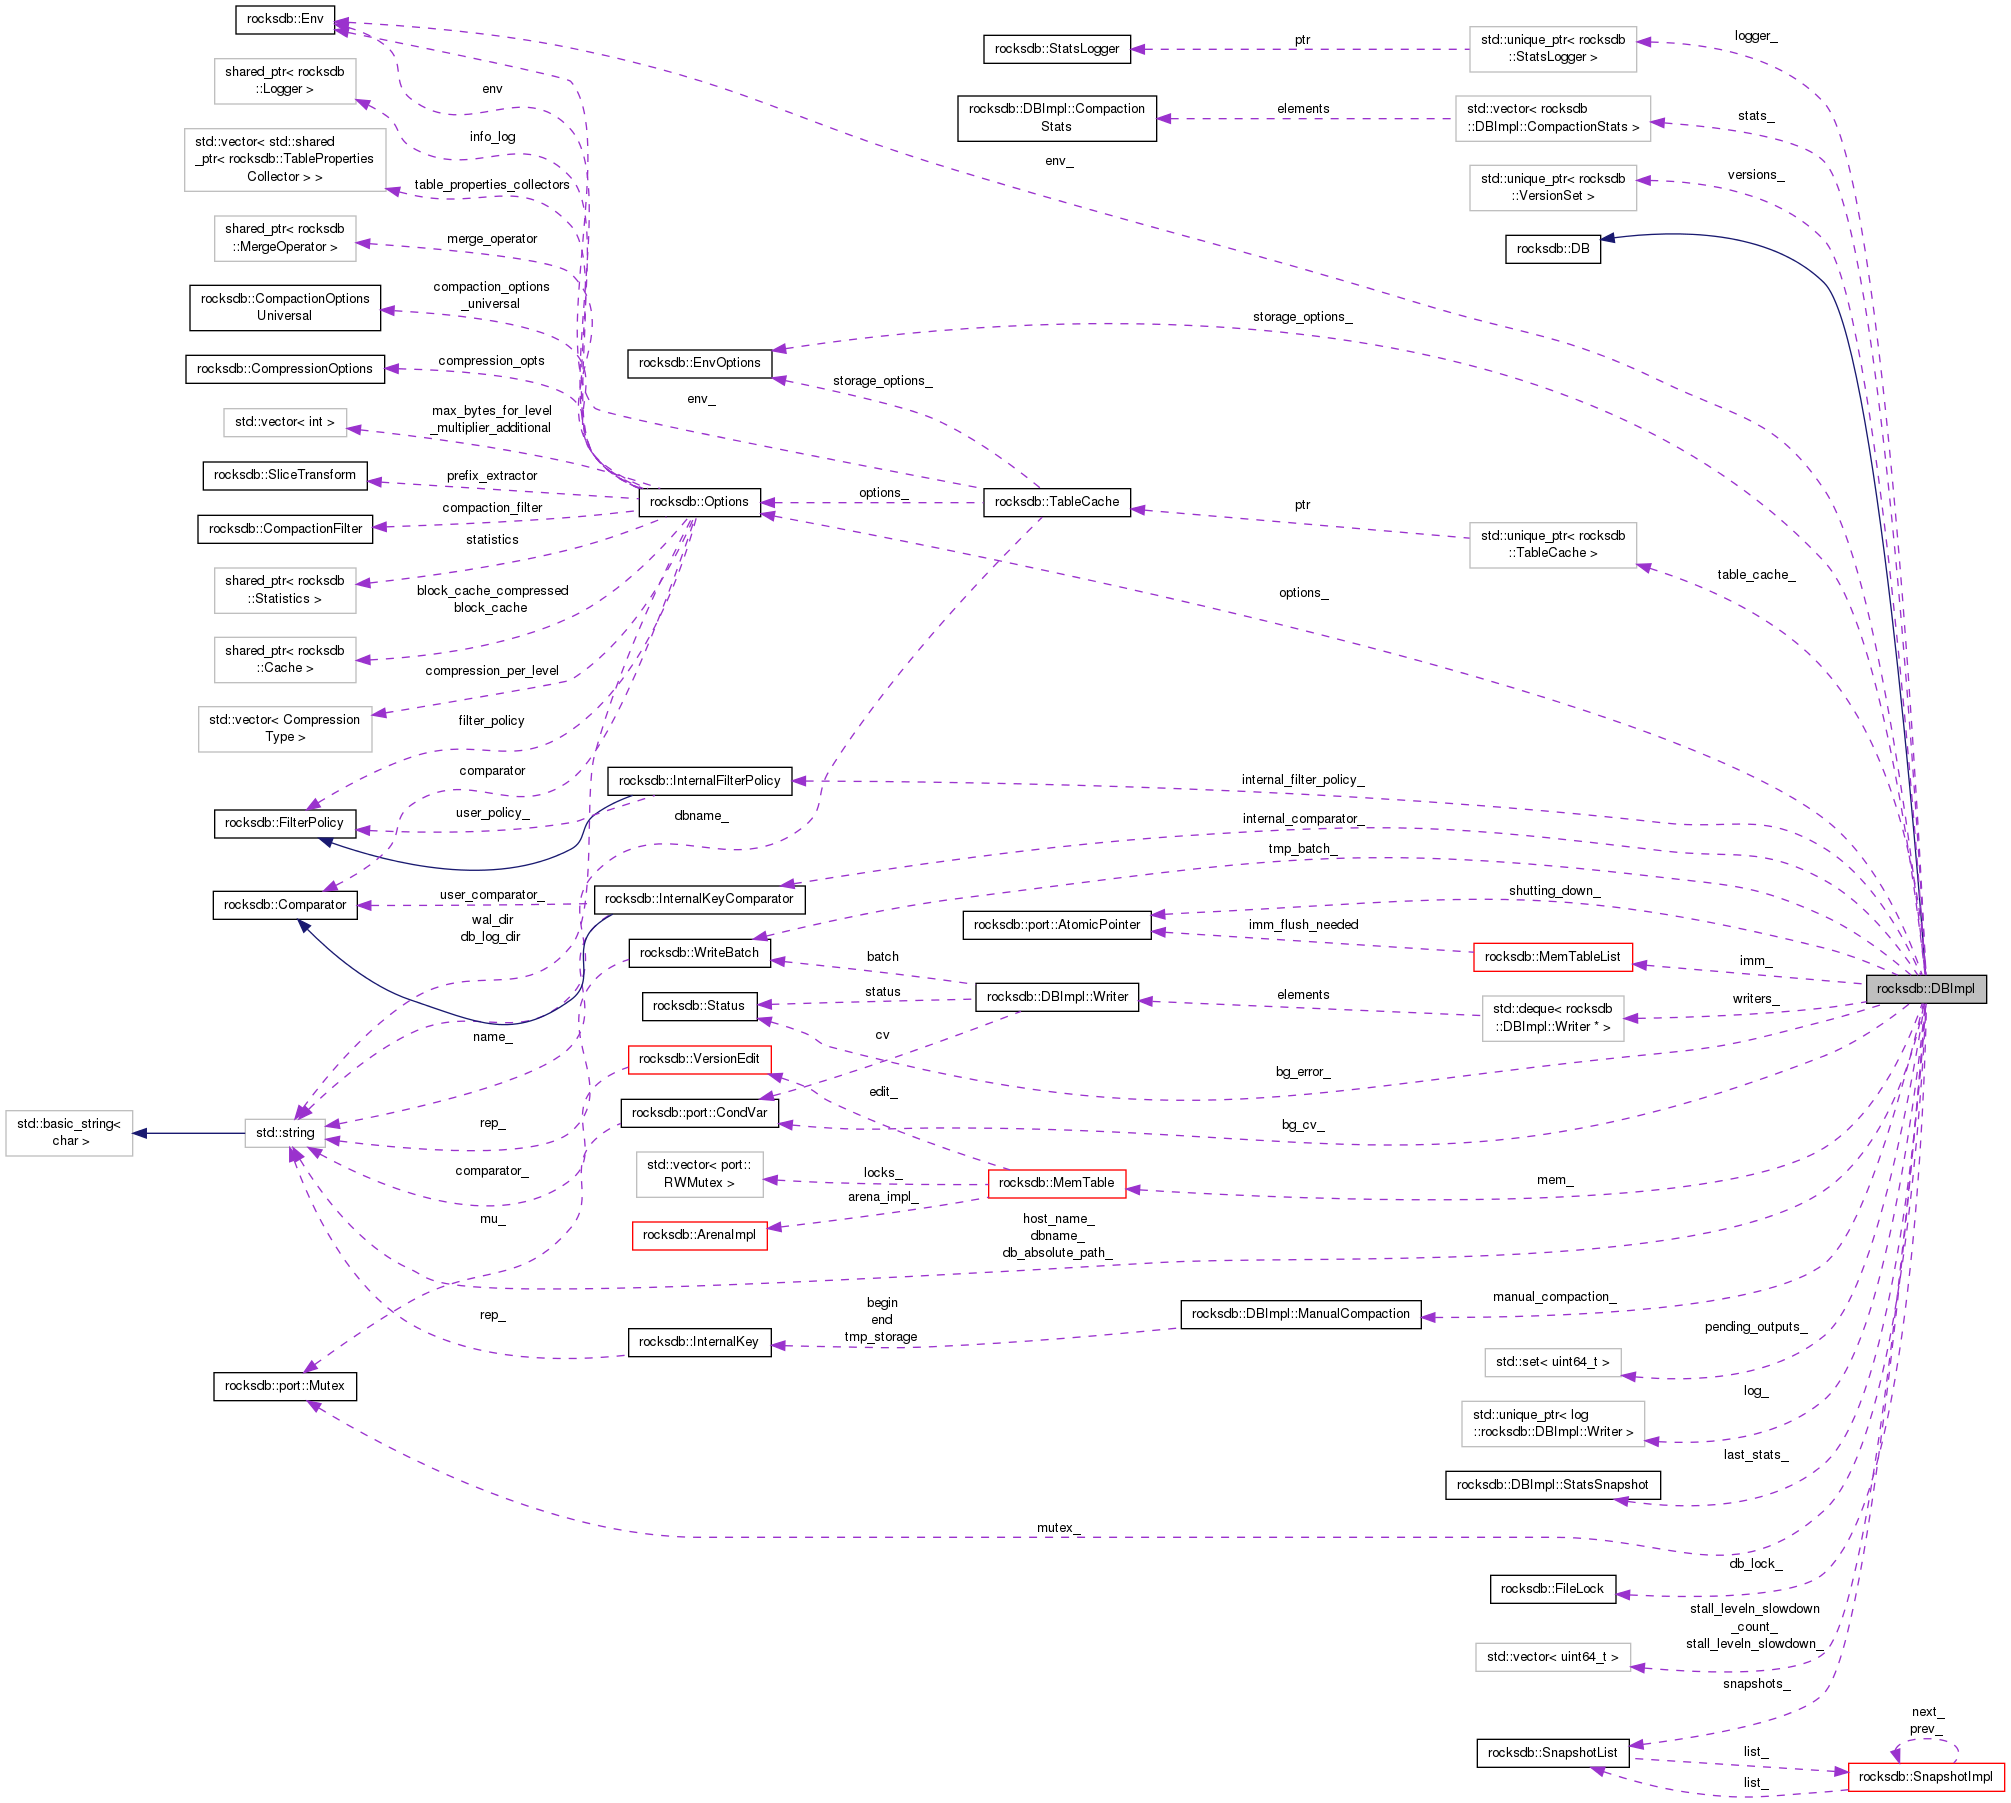 rocksdb::Env
shared_ptr< rocksdb
::Logger >
std::vector< std::shared
_ptr< rocksdb::TableProperties
Collector > >
shared_ptr< rocksdb
::MergeOperator >
rocksdb::CompactionOptions
Universal
rocksdb::CompressionOptions
std::vector< int >
rocksdb::SliceTransform
rocksdb::CompactionFilter
shared_ptr< rocksdb
::Statistics >
shared_ptr< rocksdb
::Cache >
std::vector< Compression
Type >
rocksdb::FilterPolicy
rocksdb::Comparator
std::basic_string<
char >
std::string
rocksdb::port::Mutex
env
info_log
table_properties_collectors
merge_operator
compaction_options
_universal
compression_opts
max_bytes_for_level
_multiplier_additional
prefix_extractor
compaction_filter
statistics
block_cache_compressed
block_cache
compression_per_level
filter_policy
comparator
user_policy_
user_comparator_
wal_dir
db_log_dir
name_
rep_
comparator_
mu_
rep_
rocksdb::EnvOptions
rocksdb::Options
rocksdb::InternalFilterPolicy
rocksdb::InternalKeyComparator
rocksdb::WriteBatch
rocksdb::Status
rocksdb::VersionEdit
rocksdb::port::CondVar
std::vector< port::
RWMutex >
rocksdb::ArenaImpl
rocksdb::InternalKey
storage_options_
env_
options_
dbname_
batch
status
cv
edit_
locks_
arena_impl_
begin
end
tmp_storage
rocksdb::StatsLogger
rocksdb::DBImpl::Compaction
Stats
env_
rocksdb::TableCache
rocksdb::port::AtomicPointer
rocksdb::DBImpl::Writer
rocksdb::MemTable
host_name_
dbname_
db_absolute_path_
mutex_
ptr
elements
storage_options_
ptr
options_
internal_filter_policy_
internal_comparator_
tmp_batch_
imm_flush_needed
elements
bg_error_
bg_cv_
rocksdb::DBImpl::ManualCompaction
std::unique_ptr< rocksdb
::StatsLogger >
std::vector< rocksdb
::DBImpl::CompactionStats >
std::unique_ptr< rocksdb
::VersionSet >
rocksdb::DB
std::unique_ptr< rocksdb
::TableCache >
shutting_down_
rocksdb::MemTableList
std::deque< rocksdb
::DBImpl::Writer * >
mem_
manual_compaction_
std::set< uint64_t >
std::unique_ptr< log
::rocksdb::DBImpl::Writer >
rocksdb::DBImpl::StatsSnapshot
rocksdb::FileLock
std::vector< uint64_t >
rocksdb::SnapshotList
logger_
stats_
versions_
table_cache_
imm_
writers_
pending_outputs_
log_
last_stats_
db_lock_
stall_leveln_slowdown
_count_
stall_leveln_slowdown_
snapshots_
list_
list_
rocksdb::DBImpl
next_
prev_
rocksdb::SnapshotImpl